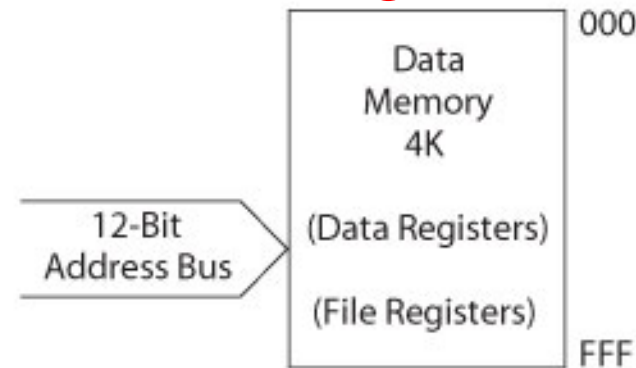 000
Data
Memory
4K
12-Bit
Address Bus
(Data Registers)
(File Registers)
FFF